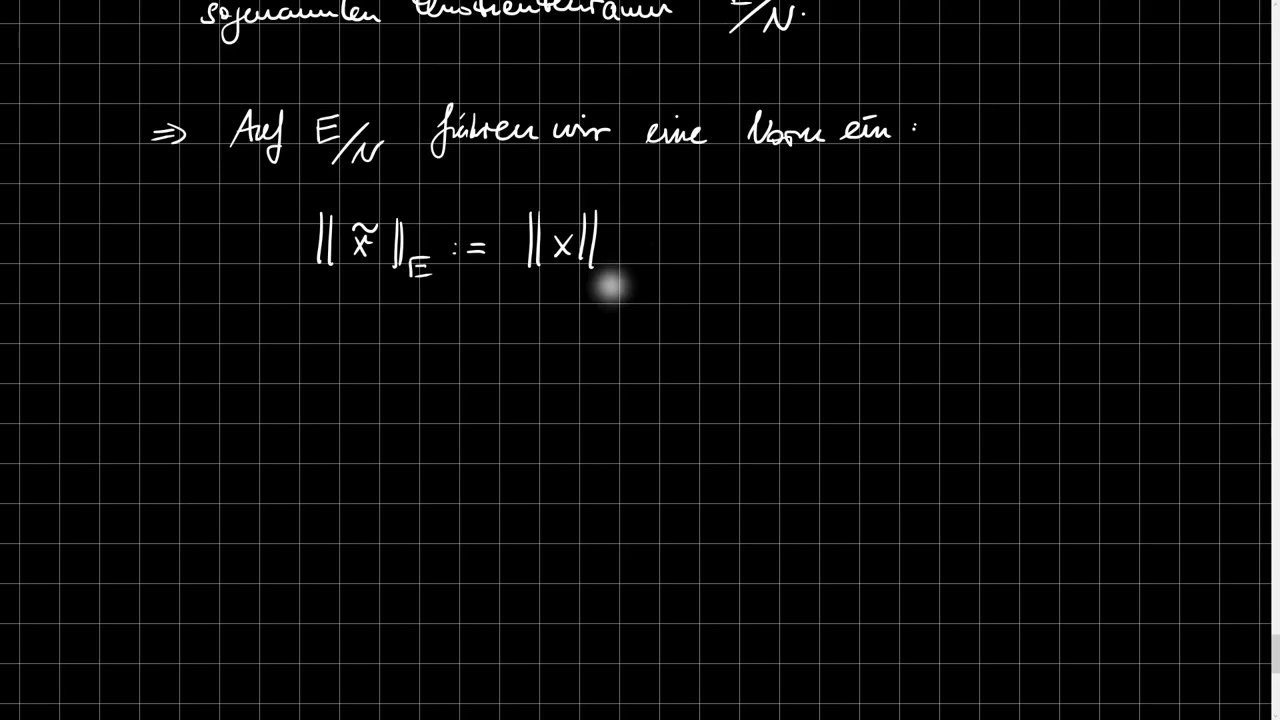 sogenannten Quotientenraum E/N.
⇒ Auf E/N führen wir eine Norm ein :
‖ x̃ ‖_E := ‖x‖